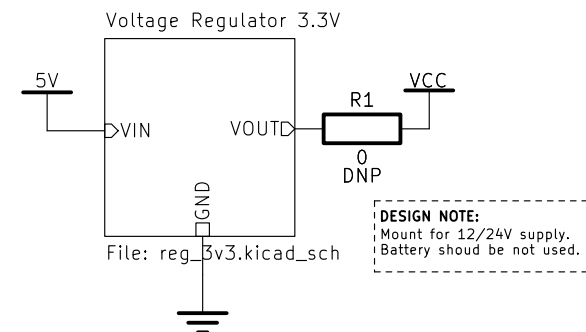 Voltage Regulator 3.3V
5V
VCC
R1
VIN
VOUT
0
DNP
GND
DESIGN NOTE:
Mount for 12/24V supply.
Battery shoud be not used.
File: reg_3v3.kicad_sch